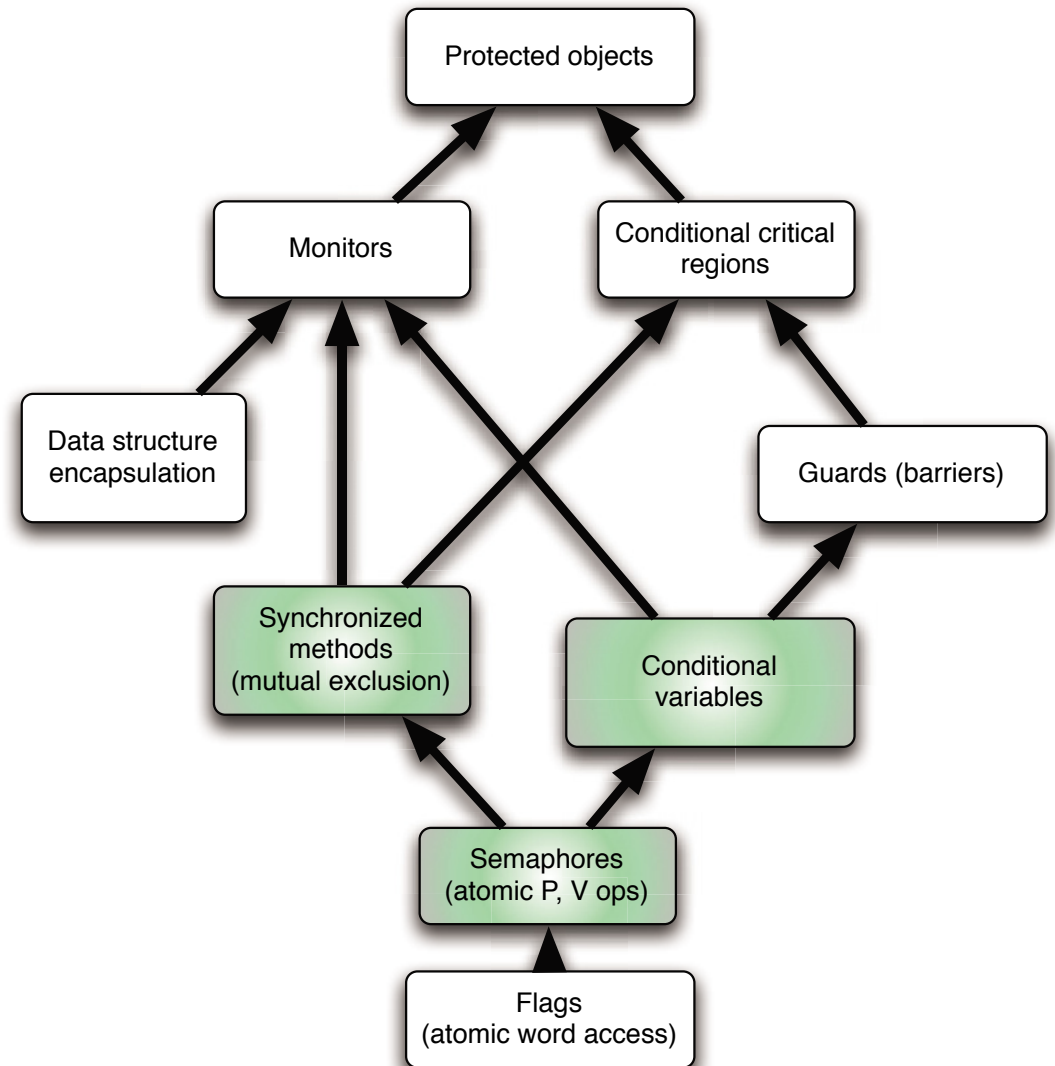 Protected objects
Monitors
Conditional critical
regions
Data structure
encapsulation
Guards (barriers)
Synchronized
methods
(mutual exclusion)
Conditional
variables
Semaphores
(atomic P, V ops)
Flags
(atomic word access)